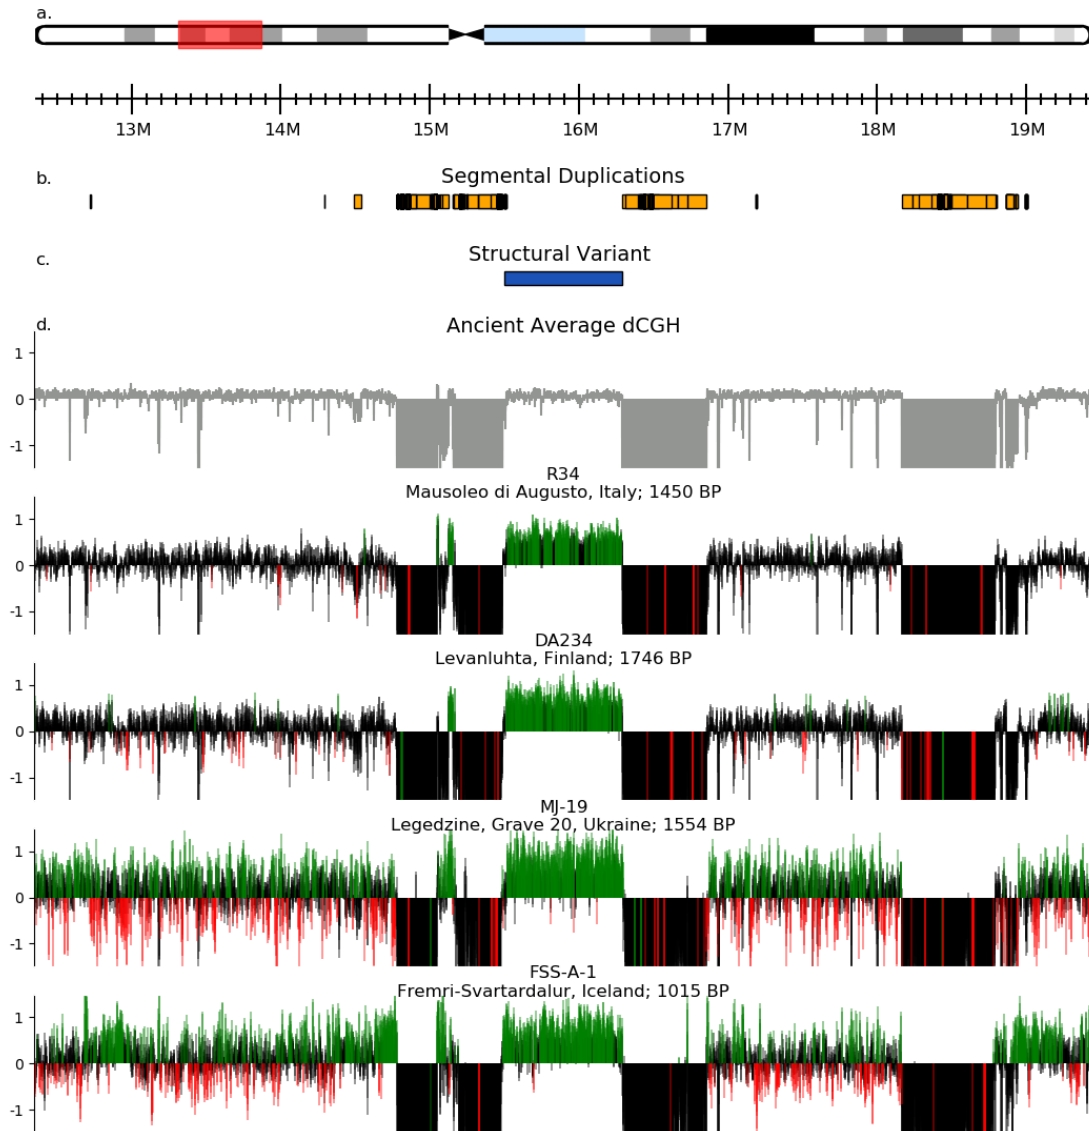 a.
13M 14M 15M 16M 17M 18M 19M
b.
Segmental Duplications
c.
Structural Variant
d.
Ancient Average dCGH
1
0
-1
R34
Mausoleo di Augusto, Italy; 1450 BP
1
0
-1
DA234
Levanluhta, Finland; 1746 BP
1
0
-1
MJ-19
Legedzine, Grave 20, Ukraine; 1554 BP
1
0
-1
FSS-A-1
Fremri-Svartardalur, Iceland; 1015 BP
1
0
-1